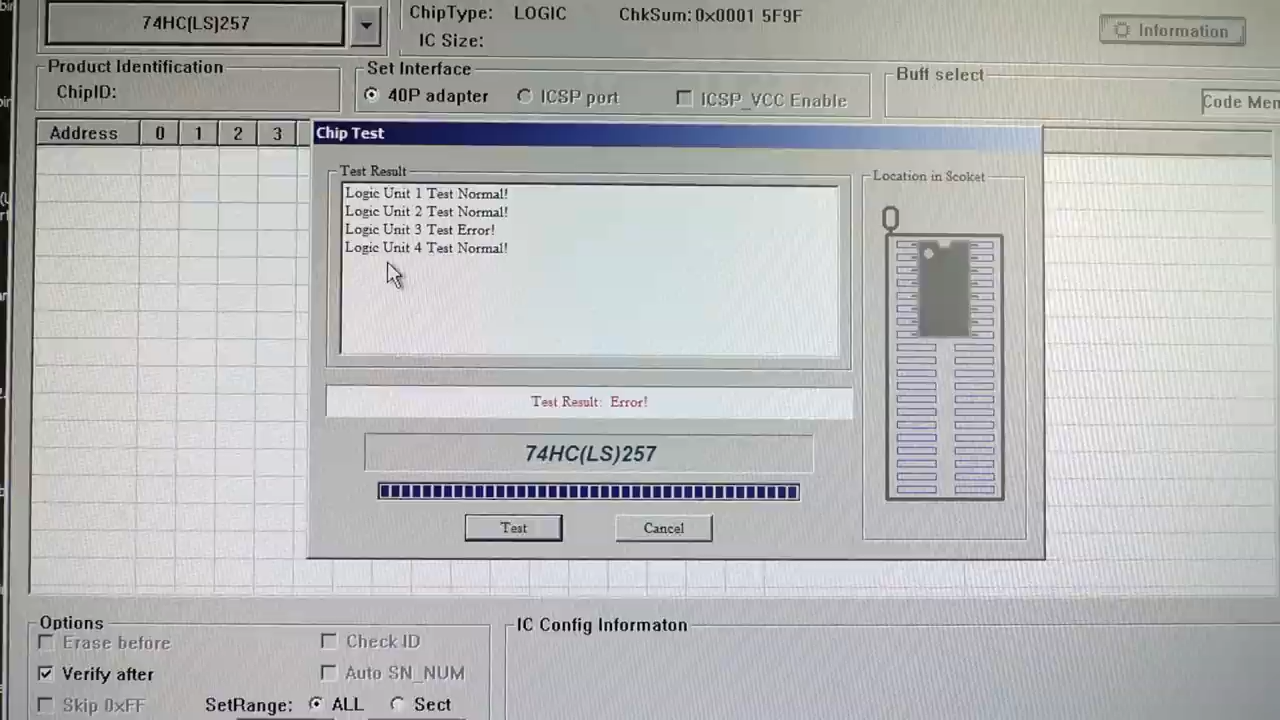 74HC(LS)257
ChipType: LOGIC ChkSum:0x0001 5F9F
IC Size:
Information
Product Identification
ChipID:
Set Interface
40P adapter ICSP port ICSP_VCC Enable
Buff select
Code Mem
Address 0 1 2 3
Chip Test
Test Result
Logic Unit 1 Test Normal!
Logic Unit 2 Test Normal!
Logic Unit 3 Test Error!
Logic Unit 4 Test Normal!
Location in Scoket
Test Result: Error!
74HC(LS)257
Test Cancel
Options
Erase before Check ID
Verify after Auto SN_NUM
Skip 0xFF SetRange: ALL Sect
IC Config Informaton